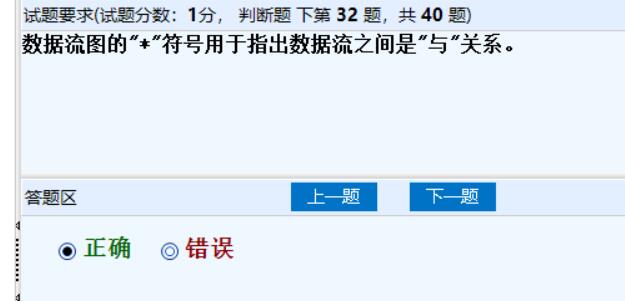 试题要求(试题分数：1分， 判断题 下第 32 题，共 40 题)
数据流图的"*"符号用于指出数据流之间是"与"关系。
答题区 上一题 下一题
正确 错误